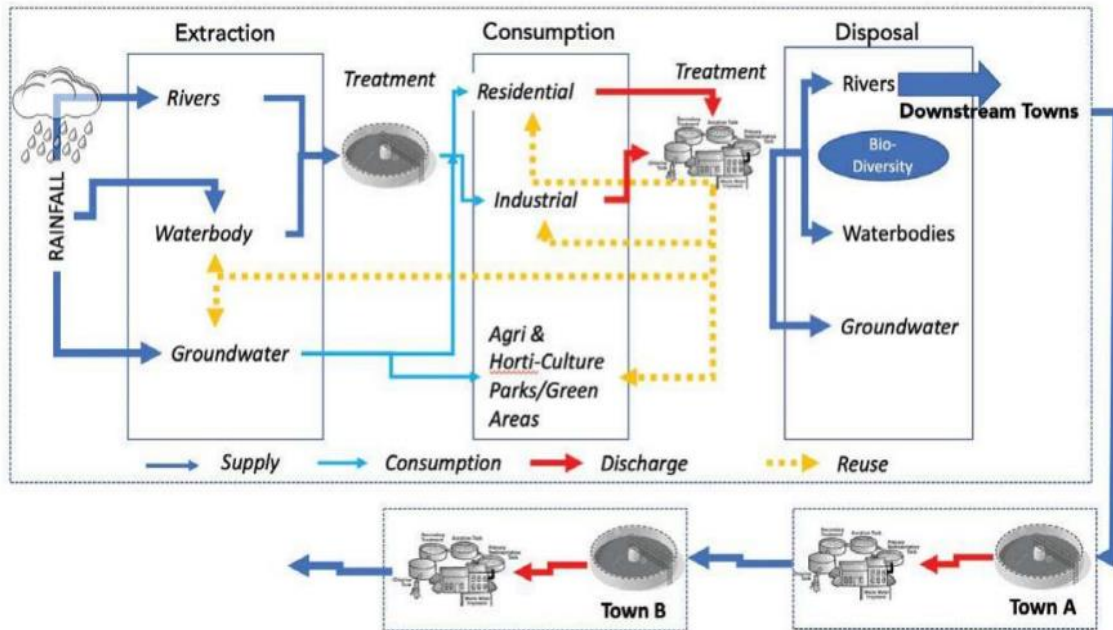 Extraction
Consumption
Disposal
Treatment
Treatment
RAINFALL
Rivers
Waterbody
Groundwater
Residential
Industrial
Agri &
Horti-Culture
Parks/Green
Areas
Rivers
Downstream Towns
Bio-
Diversity
Waterbodies
Groundwater
Supply
Consumption
Discharge
Reuse
Town B
Town A